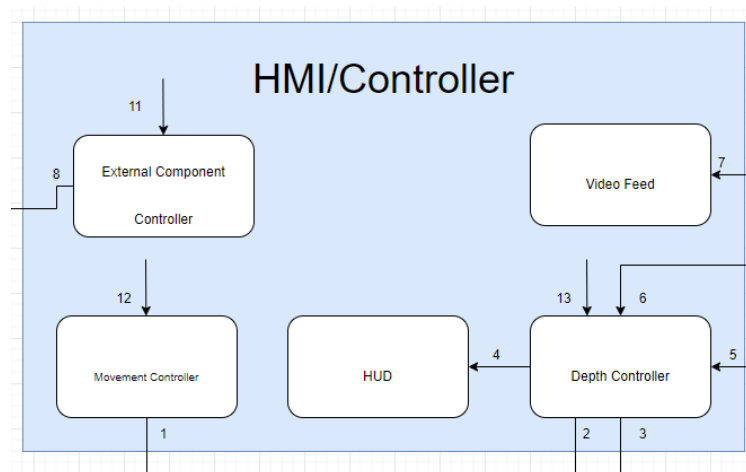 HMI/Controller
11
8
External Component
Controller
7
Video Feed
12
13
6
Movement Controller
HUD
4
Depth Controller
5
1
2
3